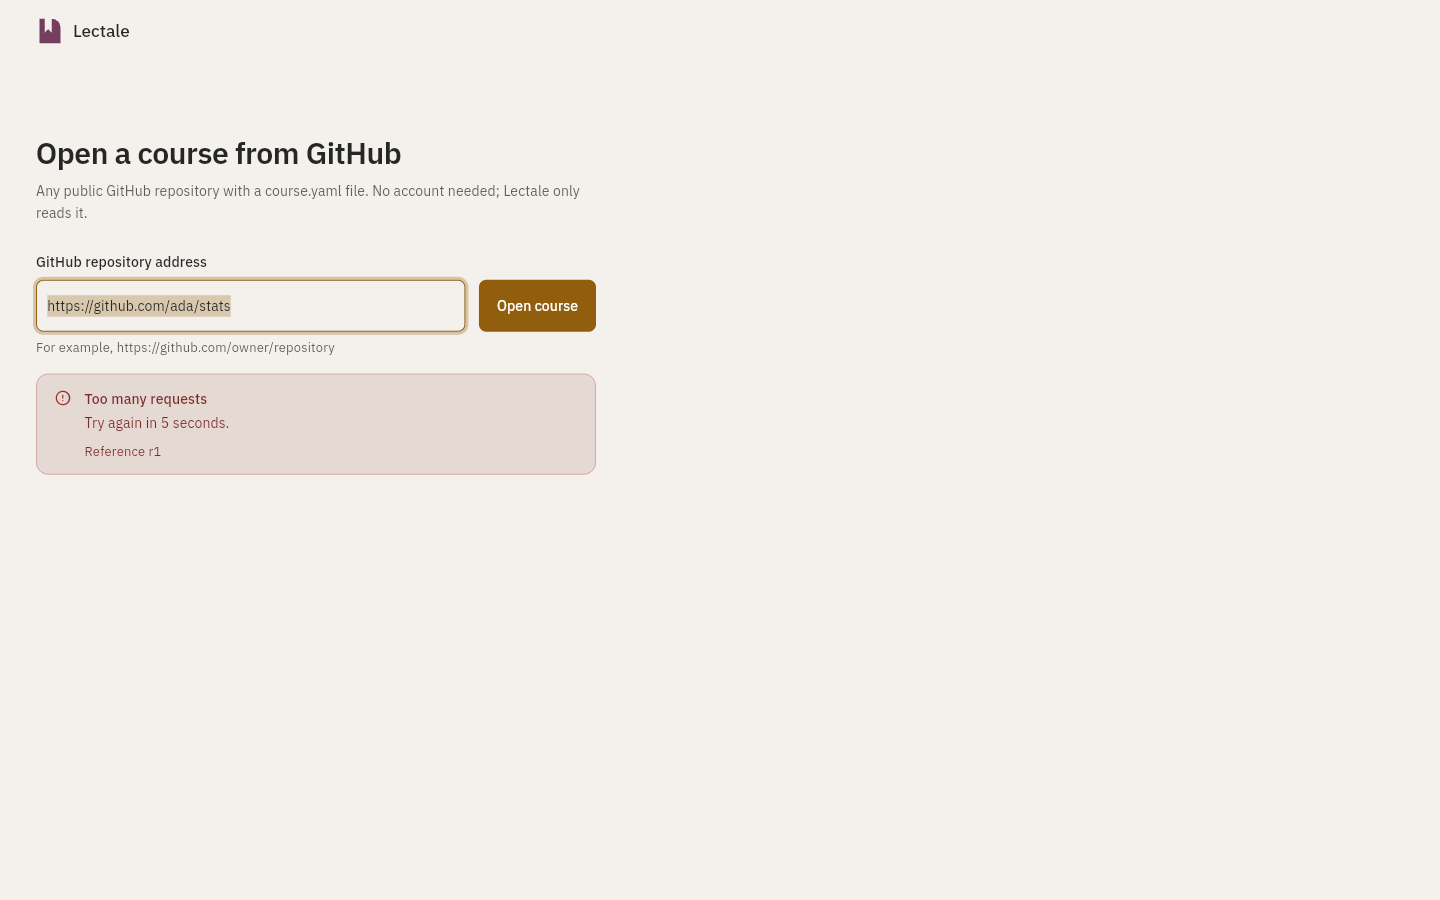 Lectale
Open a course from GitHub
Any public GitHub repository with a course.yaml file. No account needed; Lectale only
reads it.
GitHub repository address
https://github.com/ada/stats
Open course
For example, https://github.com/owner/repository
Too many requests
Try again in 5 seconds.
Reference r1